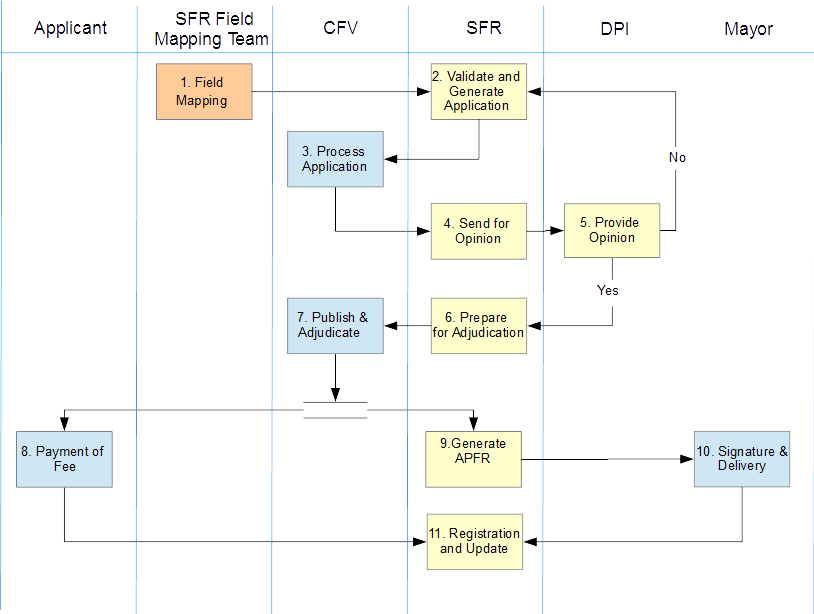 Applicant
SFR Field
Mapping Team
CFV
SFR
DPI
Mayor
1. Field
Mapping
2. Validate and
Generate
Application
3. Process
Application
No
4. Send for
Opinion
5. Provide
Opinion
Yes
7. Publish &
Adjudicate
6. Prepare
for Adjudication
8. Payment of
Fee
9.Generate
APFR
10. Signature &
Delivery
11. Registration
and Update